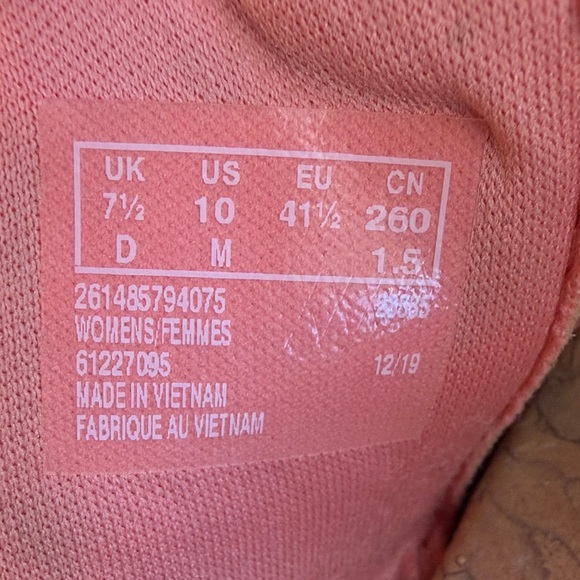 UK US EU CN
7½ 10 41½ 260
D M 1.5
261485794075
WOMENS/FEMMES
61227095 12/19
MADE IN VIETNAM
FABRIQUE AU VIETNAM